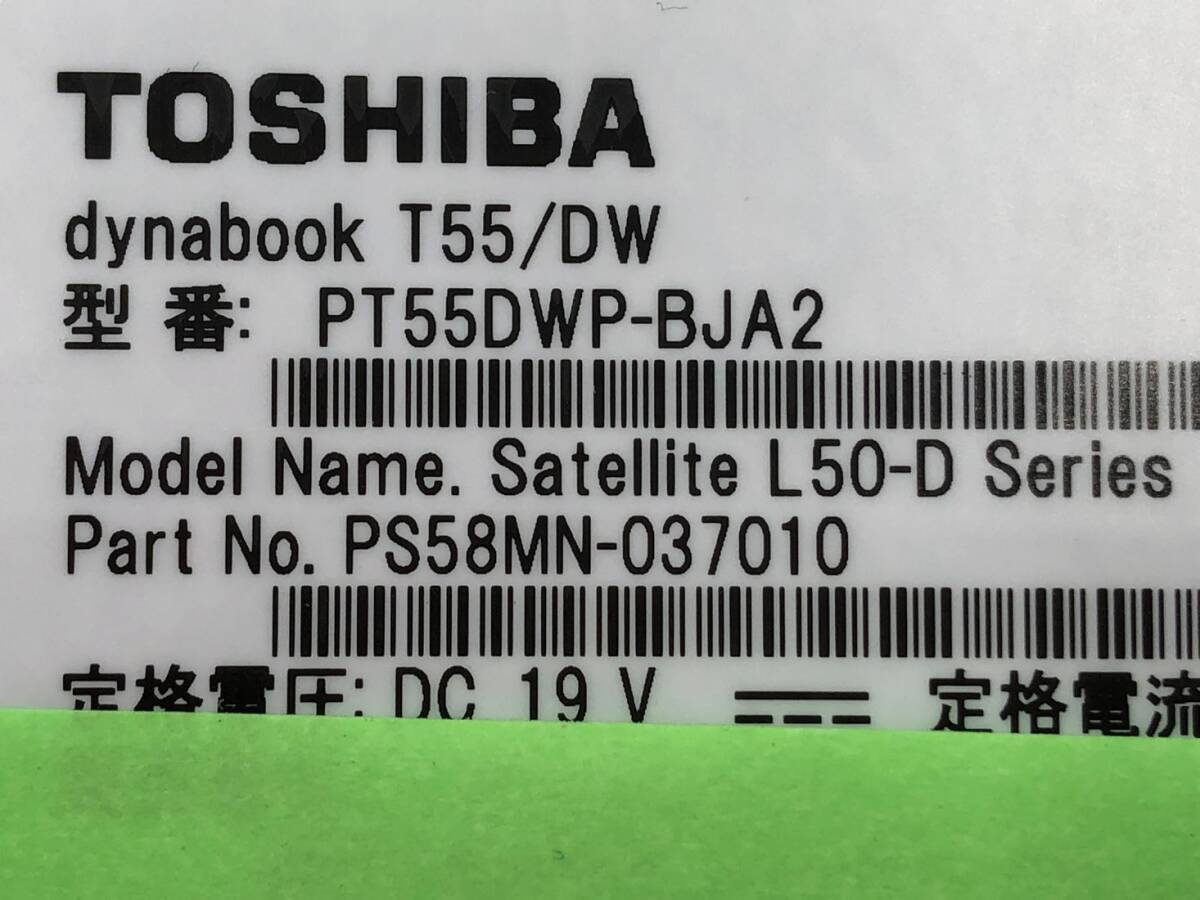 TOSHIBA
dynabook T55/DW
型 番: PT55DWP-BJA2
Model Name. Satellite L50-D Series
Part No. PS58MN-037010
定格電圧: DC 19 V 定格電流